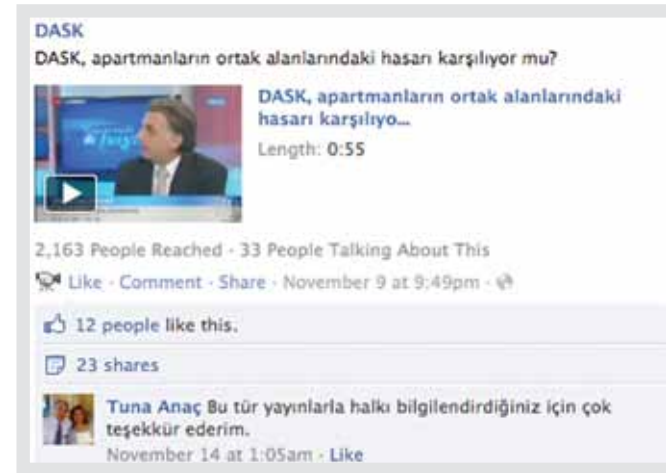 DASK
DASK, apartmanların ortak alanlarındaki hasarı karşılıyor mu?
DASK, apartmanların ortak alanlarındaki
hasarı karşılıyo...
Length: 0:55
2,163 People Reached · 33 People Talking About This
Like · Comment · Share · November 9 at 9:49pm ·
12 people like this.
23 shares
Tuna Anaç Bu tür yayınlarla halkı bilgilendirdiğiniz için çok
teşekkür ederim.
November 14 at 1:05am · Like